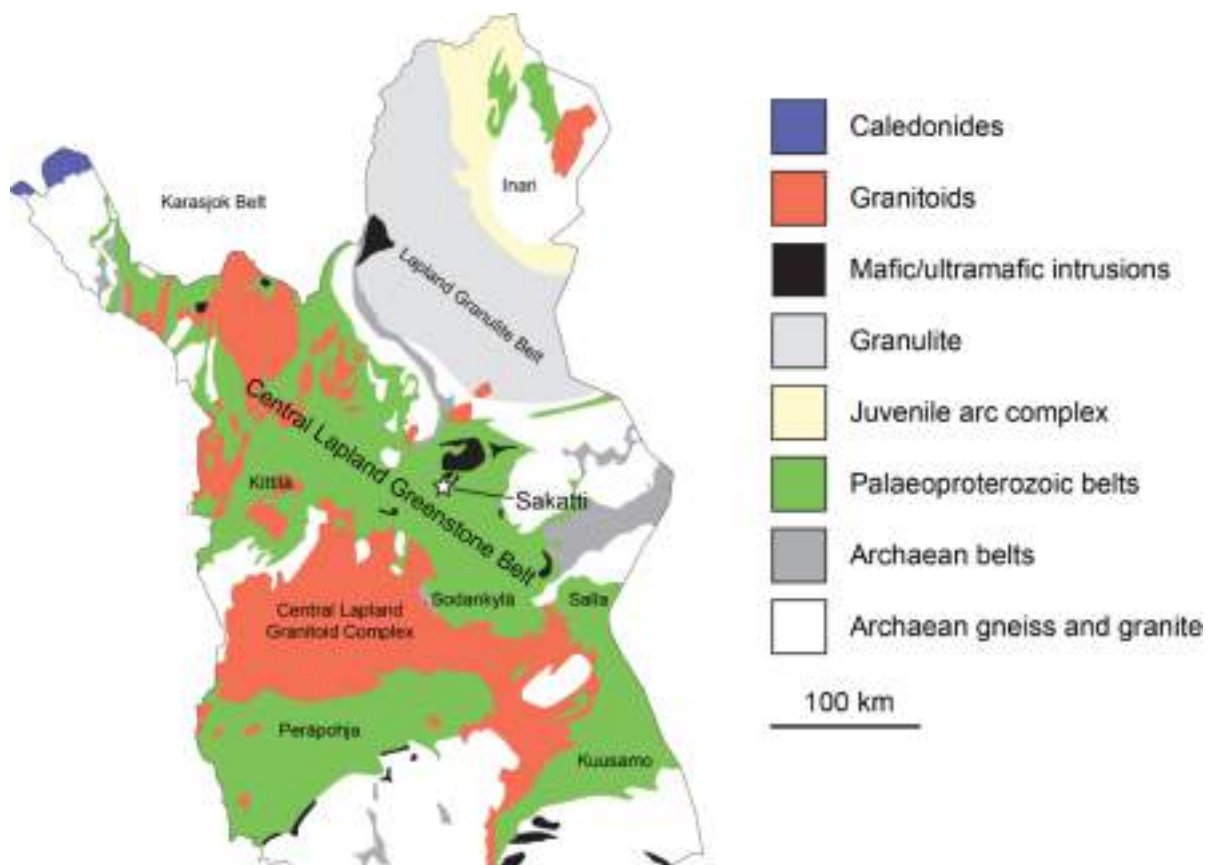 Inari
Karasjok Belt
Lapland Granulite Belt
Central Lapland Greenstone Belt
Kittilä
Sakatti
Sodankylä
Salla
Central Lapland
Granitoid Complex
Peräpohja
Kuusamo
Caledonides
Granitoids
Mafic/ultramafic intrusions
Granulite
Juvenile arc complex
Palaeoproterozoic belts
Archaean belts
Archaean gneiss and granite
100 km